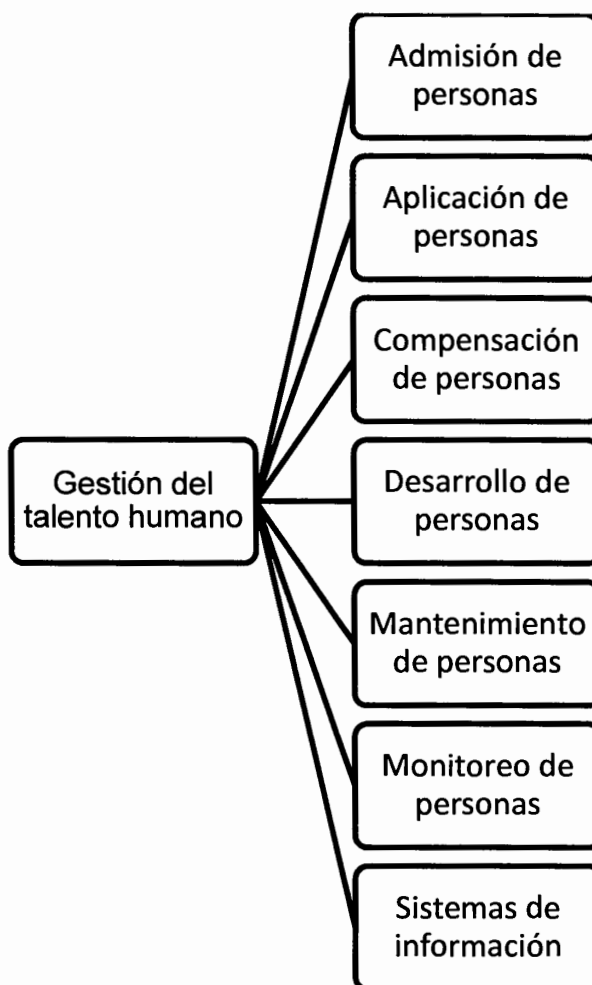 Gestión del
talento humano
Admisión de
personas
Aplicación de
personas
Compensación
de personas
Desarrollo de
personas
Mantenimiento
de personas
Monitoreo de
personas
Sistemas de
información